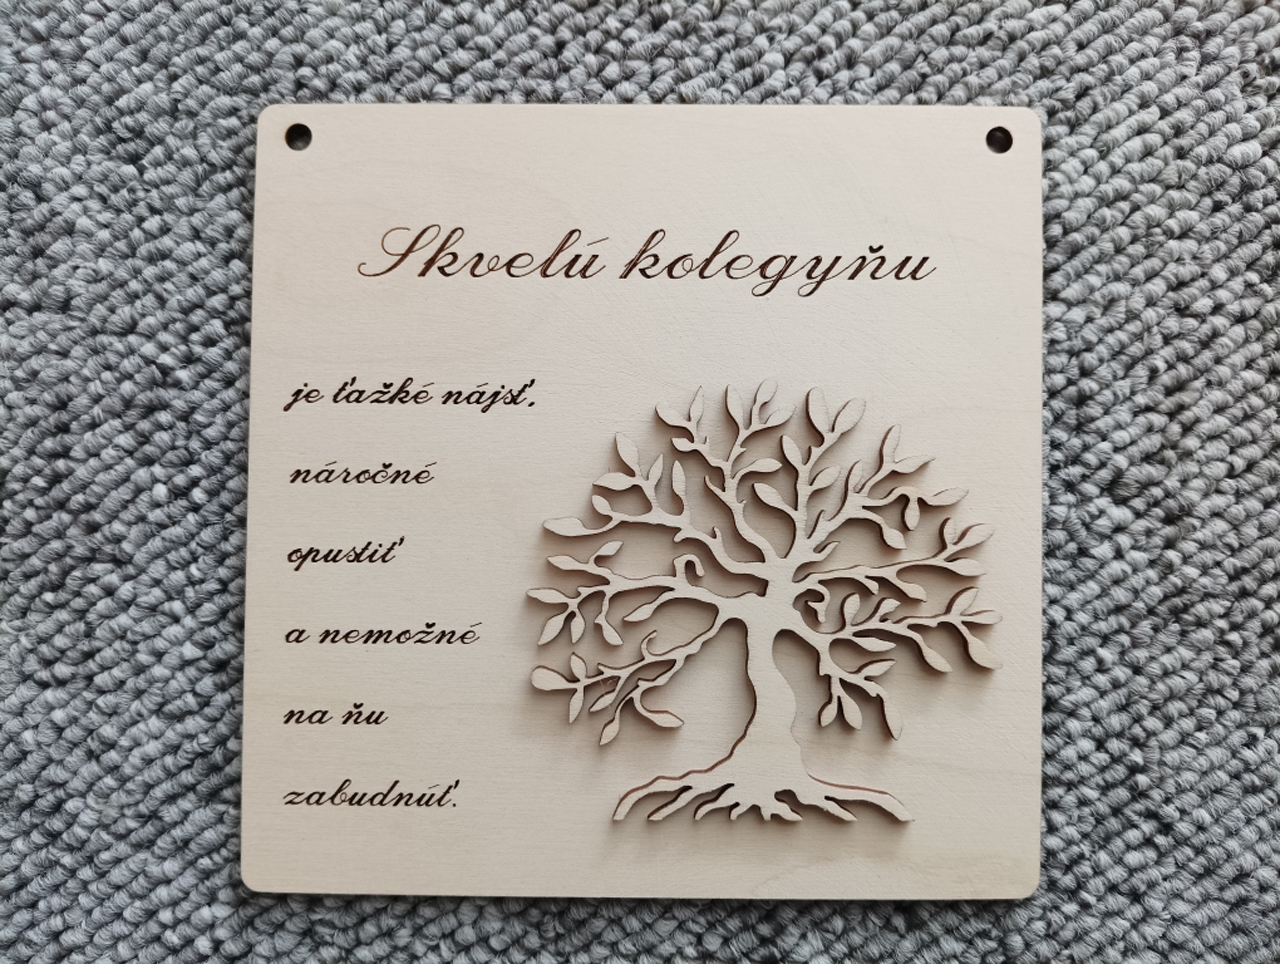 Skvelú kolegyňu
je ťažké nájsť,
náročné
opustiť
a nemožné
na ňu
zabudnúť.